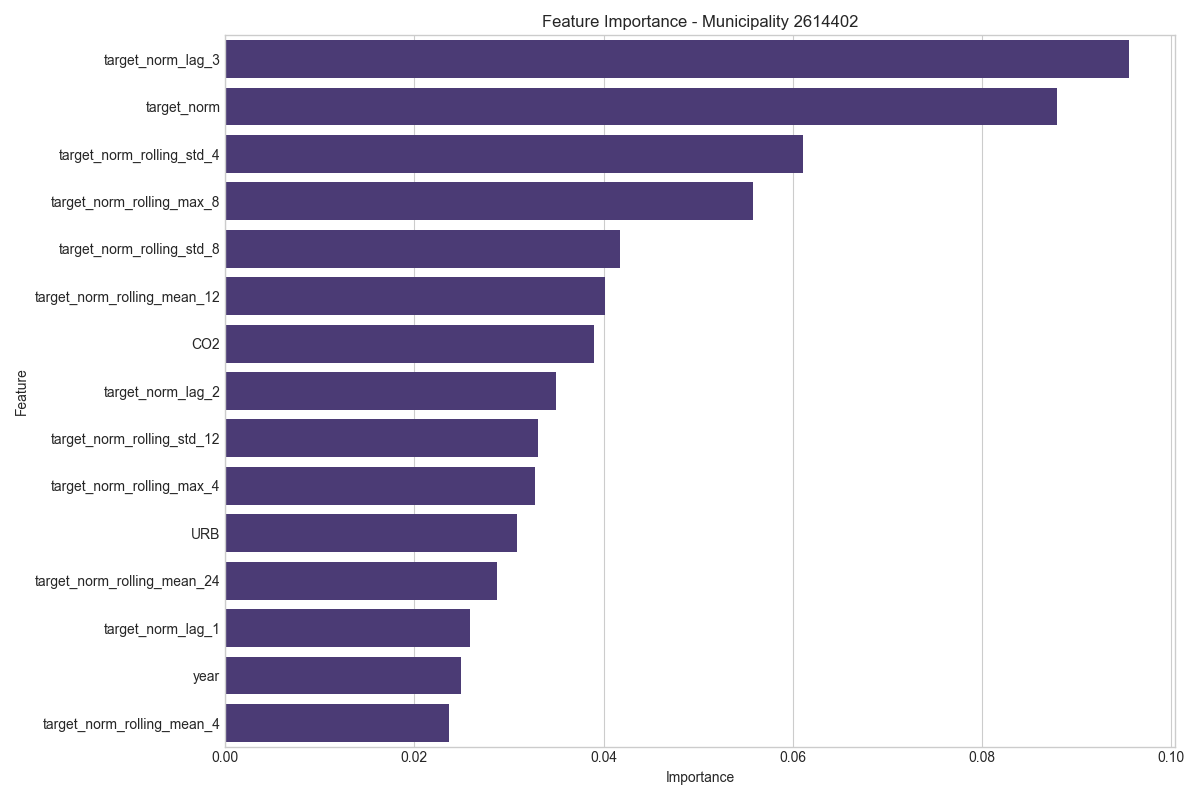 Feature Importance - Municipality 2614402
target_norm_lag_3
target_norm
target_norm_rolling_std_4
target_norm_rolling_max_8
target_norm_rolling_std_8
target_norm_rolling_mean_12
CO2
target_norm_lag_2
target_norm_rolling_std_12
target_norm_rolling_max_4
URB
target_norm_rolling_mean_24
target_norm_lag_1
year
target_norm_rolling_mean_4
Feature
0.00 0.02 0.04 0.06 0.08 0.10
Importance